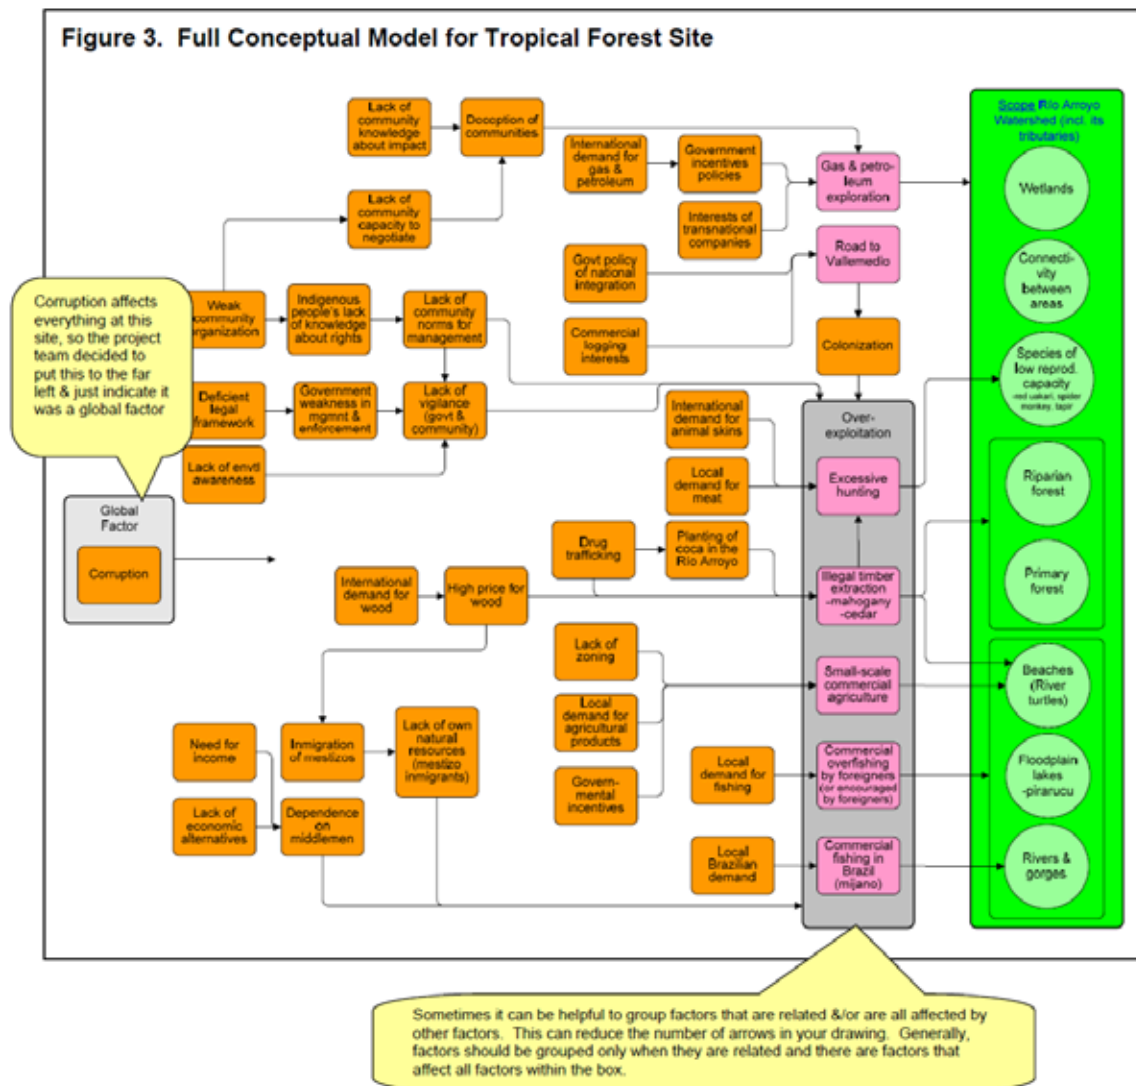 Figure 3. Full Conceptual Model for Tropical Forest Site
Lack of
community
knowledge
about impact
Deception of
communities
International
demand for
gas &
petroleum
Government
incentives
policies
Gas & petro-
leum
exploration
Scope Río Arroyo
Watershed (incl. its
tributaries)
Wetlands
Lack of
community
capacity to
negotiate
Interests of
transnational
companies
Road to
Vallemedio
Govt policy
of national
integration
Connecti-
vity
between
areas
Corruption affects
everything at this
site, so the project
team decided to
put this to the far
left & just indicate it
was a global factor
Weak
community
organization
Indigenous
people's lack
of knowledge
about rights
Lack of
community
norms for
management
Commercial
logging
interests
Colonization
Species of
low reprod.
capacity
-red uakari, spider
monkey, tapir
Deficient
legal
framework
Government
weakness in
mgmnt &
enforcement
Lack of
vigilance
(govt &
community)
International
demand for
animal skins
Over-
exploitation
Lack of envtl
awareness
Local
demand for
meat
Excessive
hunting
Riparian
forest
Global
Factor
Corruption
Drug
trafficking
Planting of
coca in the
Río Arroyo
International
demand for
wood
High price for
wood
Illegal timber
extraction
-mahogany
-cedar
Primary
forest
Lack of
zoning
Small-scale
commercial
agriculture
Beaches
(River
turtles)
Local
demand for
agricultural
products
Need for
income
Inmigration
of mestizos
Lack of own
natural
resources
(mestizo
inmigrants)
Govern-
mental
incentives
Local
demand for
fishing
Commercial
overfishing
by foreigners
(or encouraged
by foreigners)
Floodplain
lakes
-pirarucu
Lack of
economic
alternatives
Dependence
on
middlemen
Local
Brazilian
demand
Commercial
fishing in
Brazil
(mijano)
Rivers &
gorges
Sometimes it can be helpful to group factors that are related &/or are all affected by
other factors. This can reduce the number of arrows in your drawing. Generally,
factors should be grouped only when they are related and there are factors that
affect all factors within the box.